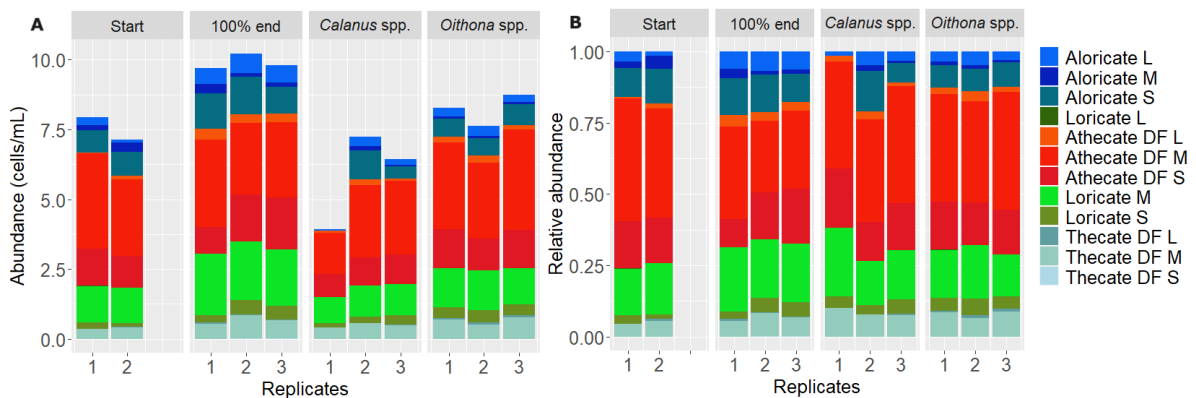 A
Start
100% end
Calanus spp.
Oithona spp.
Abundance (cells/mL)
10.0
7.5
5.0
2.5
0.0
1 2
1 2 3
1 2 3
1 2 3
Replicates
B
Start
100% end
Calanus spp.
Oithona spp.
Relative abundance
1.00
0.75
0.50
0.25
0.00
1 2
1 2 3
1 2 3
1 2 3
Replicates
Aloricate L
Aloricate M
Aloricate S
Loricate L
Athecate DF L
Athecate DF M
Athecate DF S
Loricate M
Loricate S
Thecate DF L
Thecate DF M
Thecate DF S